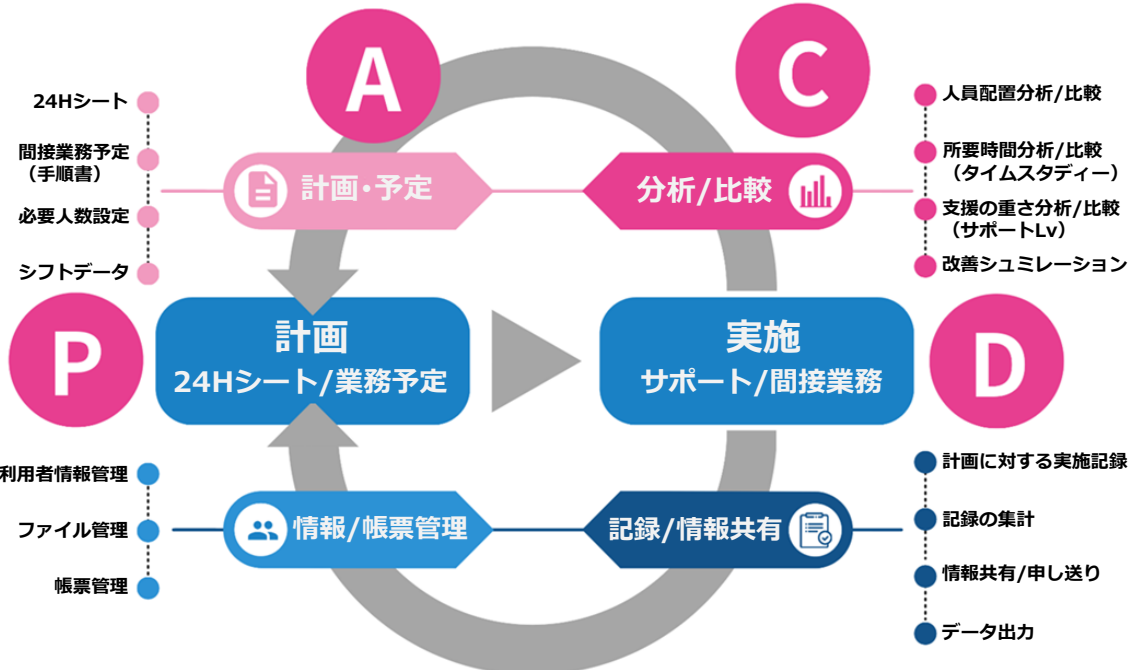 A
C
24Hシート
間接業務予定
（手順書）
必要人数設定
シフトデータ
計画・予定
分析/比較
人員配置分析/比較
所要時間分析/比較
（タイムスタディー）
支援の重さ分析/比較
（サポートLv）
改善シュミレーション
P
計画
24Hシート/業務予定
実施
サポート/間接業務
D
利用者情報管理
ファイル管理
帳票管理
情報/帳票管理
記録/情報共有
計画に対する実施記録
記録の集計
情報共有/申し送り
データ出力